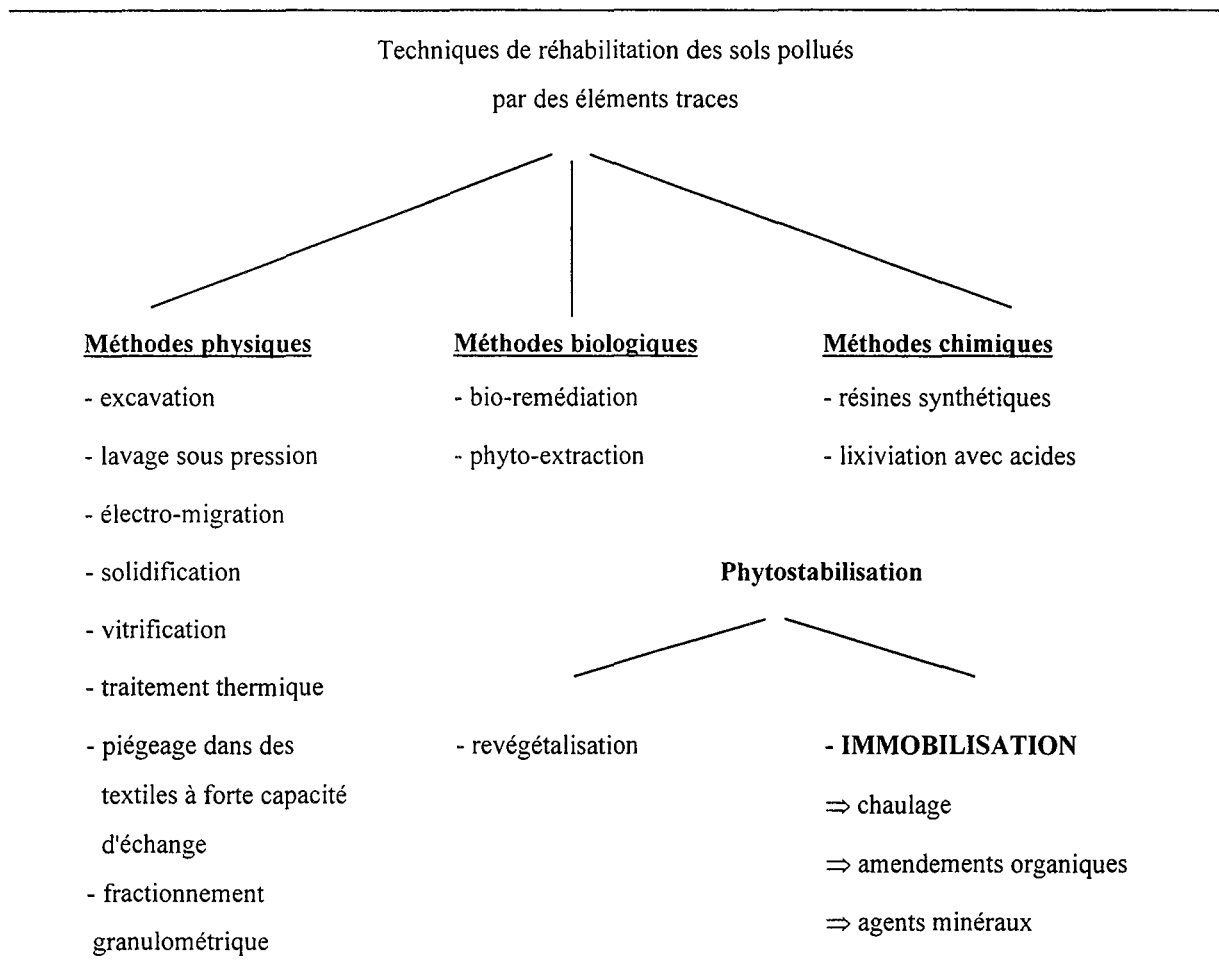 Techniques de réhabilitation des sols pollués
par des éléments traces
Méthodes physiques
- excavation
- lavage sous pression
- électro-migration
- solidification
- vitrification
- traitement thermique
- piégeage dans des
textiles à forte capacité
d'échange
- fractionnement
granulométrique
Méthodes biologiques
- bio-remédiation
- phyto-extraction
Méthodes chimiques
- résines synthétiques
- lixiviation avec acides
Phytostabilisation
- revégétalisation
- IMMOBILISATION
⇒ chaulage
⇒ amendements organiques
⇒ agents minéraux